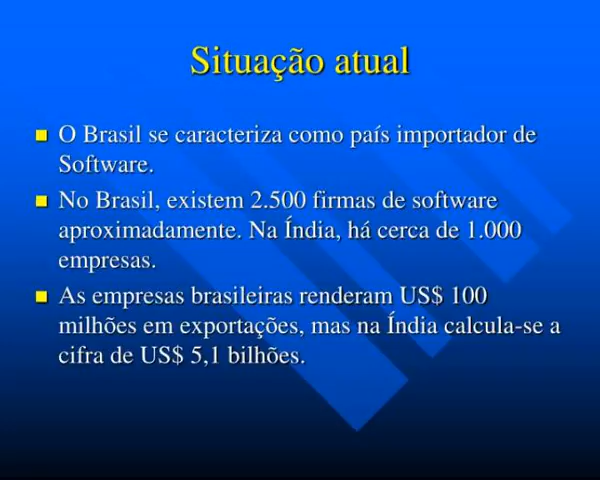 Situação atual
O Brasil se caracteriza como país importador de
Software.
No Brasil, existem 2.500 firmas de software
aproximadamente. Na Índia, há cerca de 1.000
empresas.
As empresas brasileiras renderam US$ 100
milhões em exportações, mas na Índia calcula-se a
cifra de US$ 5,1 bilhões.